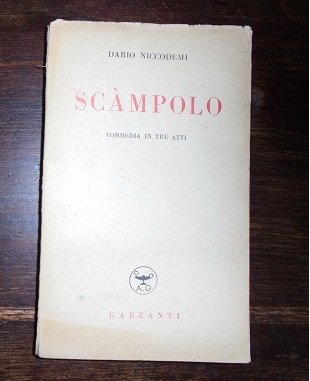 DARIO NICCODEMI
SCÀMPOLO
COMMEDIA IN TRE ATTI
A.G
GARZANTI